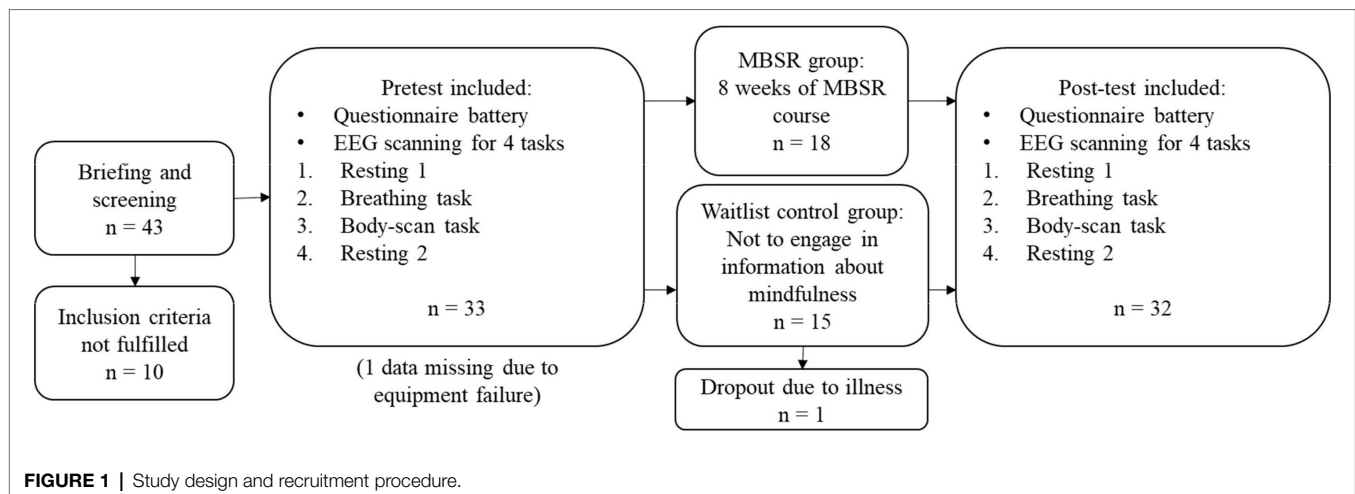 Briefing and
screening
n = 43
Inclusion criteria
not fulfilled
n = 10
Pretest included:
• Questionnaire battery
• EEG scanning for 4 tasks
1. Resting 1
2. Breathing task
3. Body-scan task
4. Resting 2
n = 33
(1 data missing due to
equipment failure)
MBSR group:
8 weeks of MBSR
course
n = 18
Waitlist control group:
Not to engage in
information about
mindfulness
n = 15
Dropout due to illness
n = 1
Post-test included:
• Questionnaire battery
• EEG scanning for 4 tasks
1. Resting 1
2. Breathing task
3. Body-scan task
4. Resting 2
n = 32
FIGURE 1 | Study design and recruitment procedure.